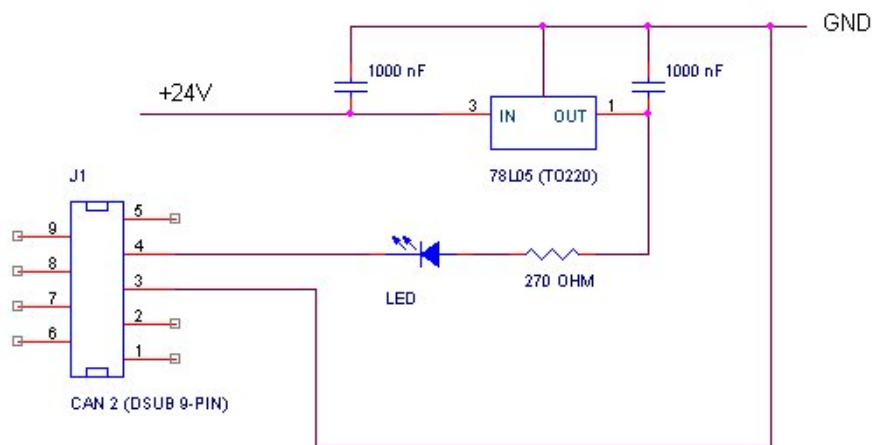 GND
1000 nF
1000 nF
+24V
3
IN
OUT
1
78L05 (TO220)
J1
5
9
4
8
3
7
2
6
1
LED
270 OHM
CAN 2 (DSUB 9-PIN)